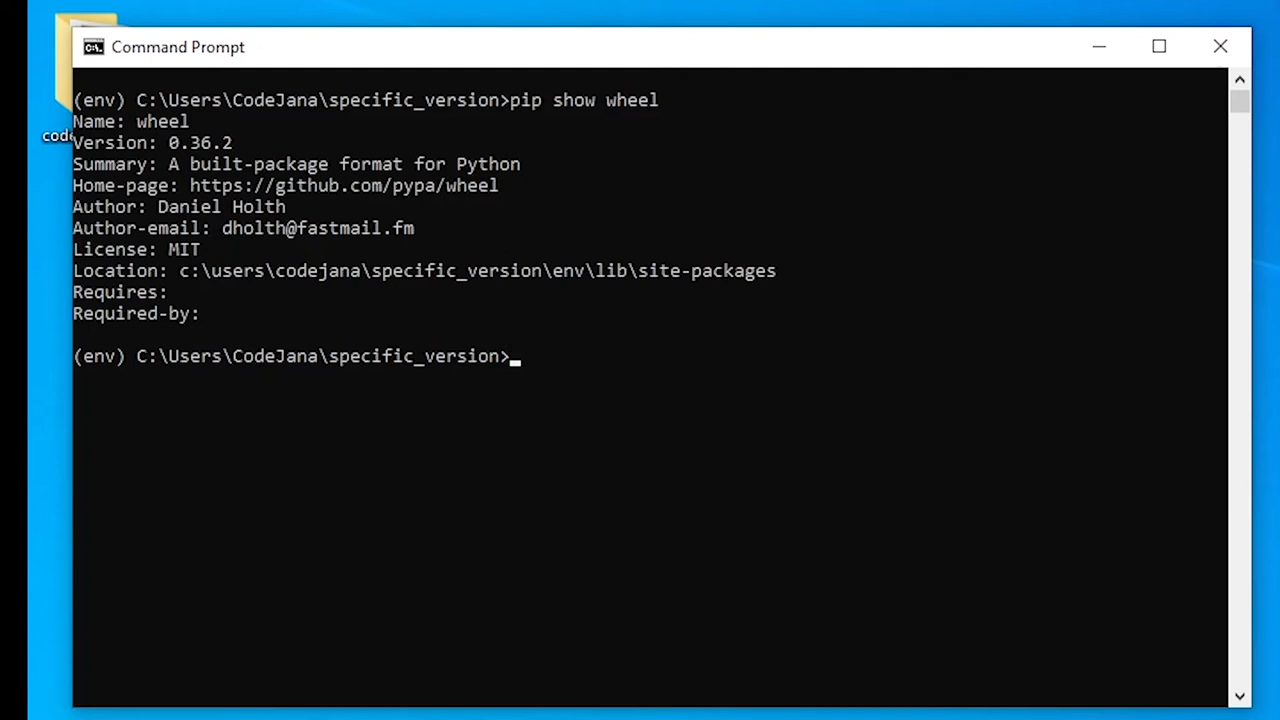 Command Prompt
(env) C:\Users\CodeJana\specific_version>pip show wheel
Name: wheel
Version: 0.36.2
Summary: A built-package format for Python
Home-page: https://github.com/pypa/wheel
Author: Daniel Holth
Author-email: dholth@fastmail.fm
License: MIT
Location: c:\users\codejana\specific_version\env\lib\site-packages
Requires:
Required-by:
(env) C:\Users\CodeJana\specific_version>